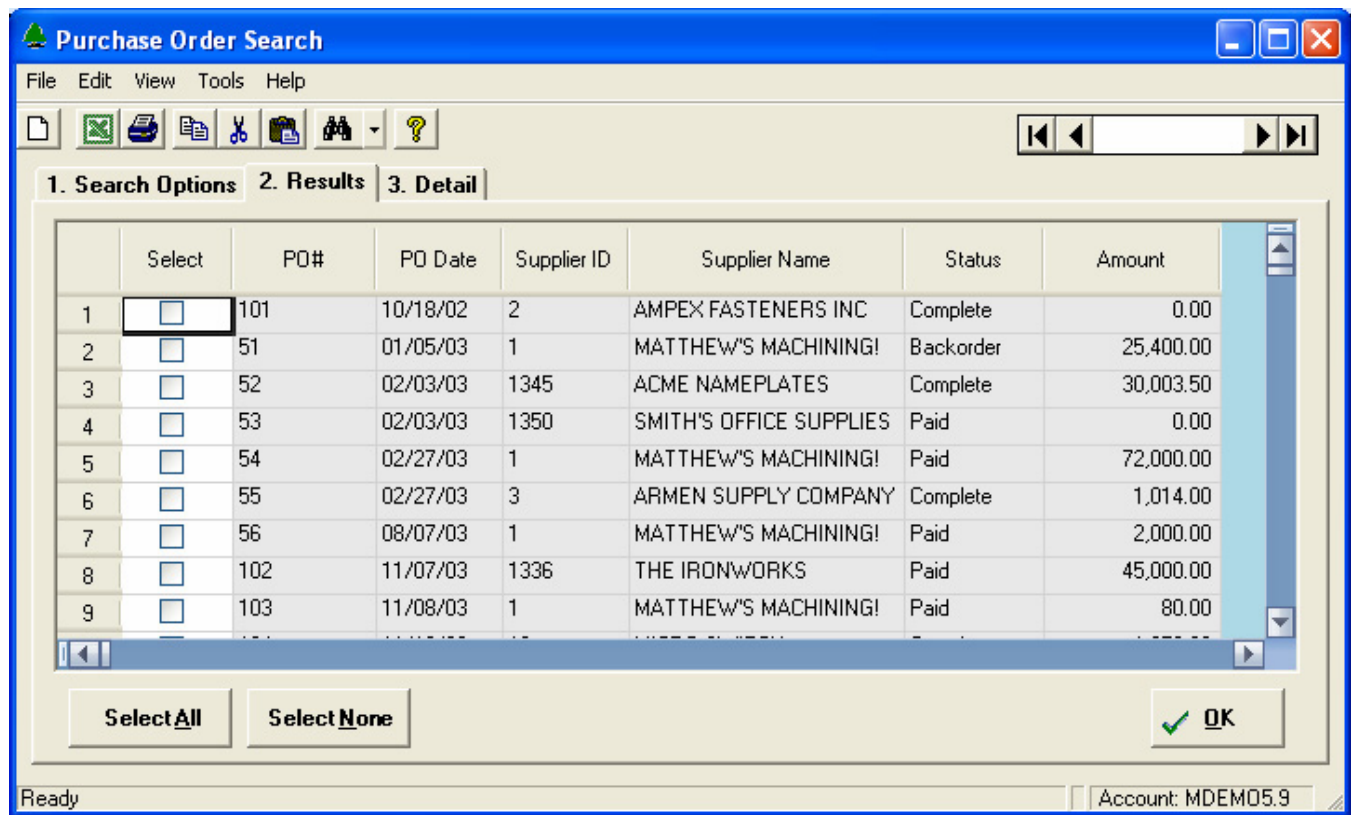 Purchase Order Search
File Edit View Tools Help
1. Search Options 2. Results 3. Detail
Select PO# PO Date Supplier ID Supplier Name Status Amount
1 101 10/18/02 2 AMPEX FASTENERS INC Complete 0.00
2 51 01/05/03 1 MATTHEW'S MACHINING! Backorder 25,400.00
3 52 02/03/03 1345 ACME NAMEPLATES Complete 30,003.50
4 53 02/03/03 1350 SMITH'S OFFICE SUPPLIES Paid 0.00
5 54 02/27/03 1 MATTHEW'S MACHINING! Paid 72,000.00
6 55 02/27/03 3 ARMEN SUPPLY COMPANY Complete 1,014.00
7 56 08/07/03 1 MATTHEW'S MACHINING! Paid 2,000.00
8 102 11/07/03 1336 THE IRONWORKS Paid 45,000.00
9 103 11/08/03 1 MATTHEW'S MACHINING! Paid 80.00
Select All Select None OK
Ready Account: MDEMO5.9